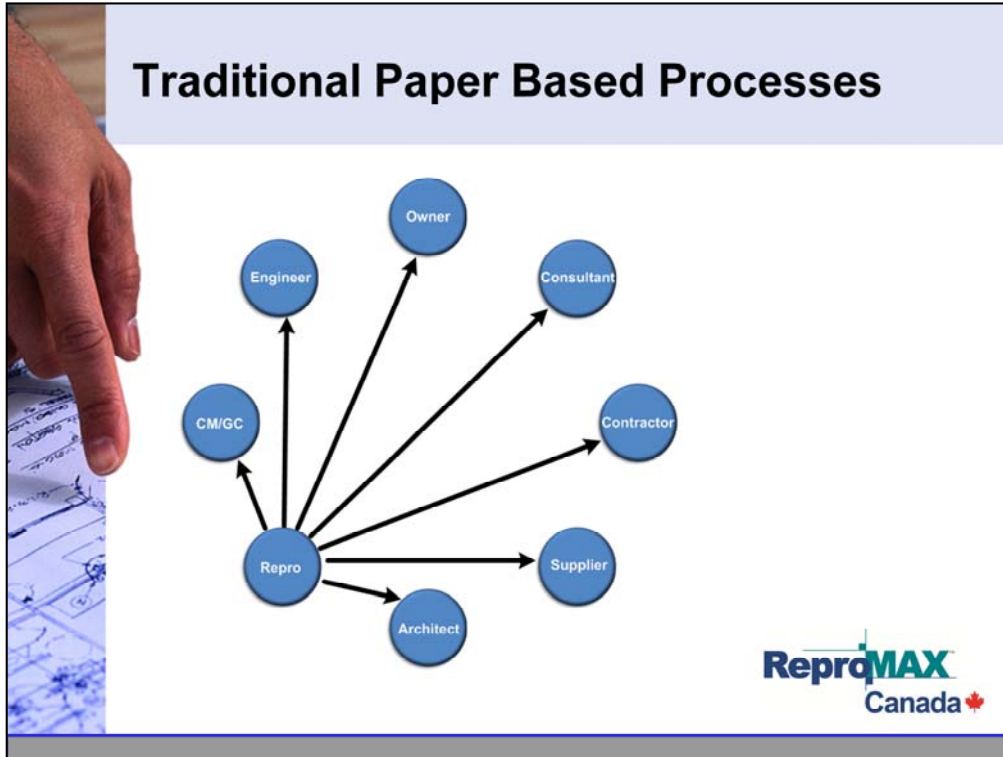 Traditional Paper Based Processes
Owner
Engineer
Consultant
CM/GC
Contractor
Repro
Supplier
Architect
ReproMAX
Canada